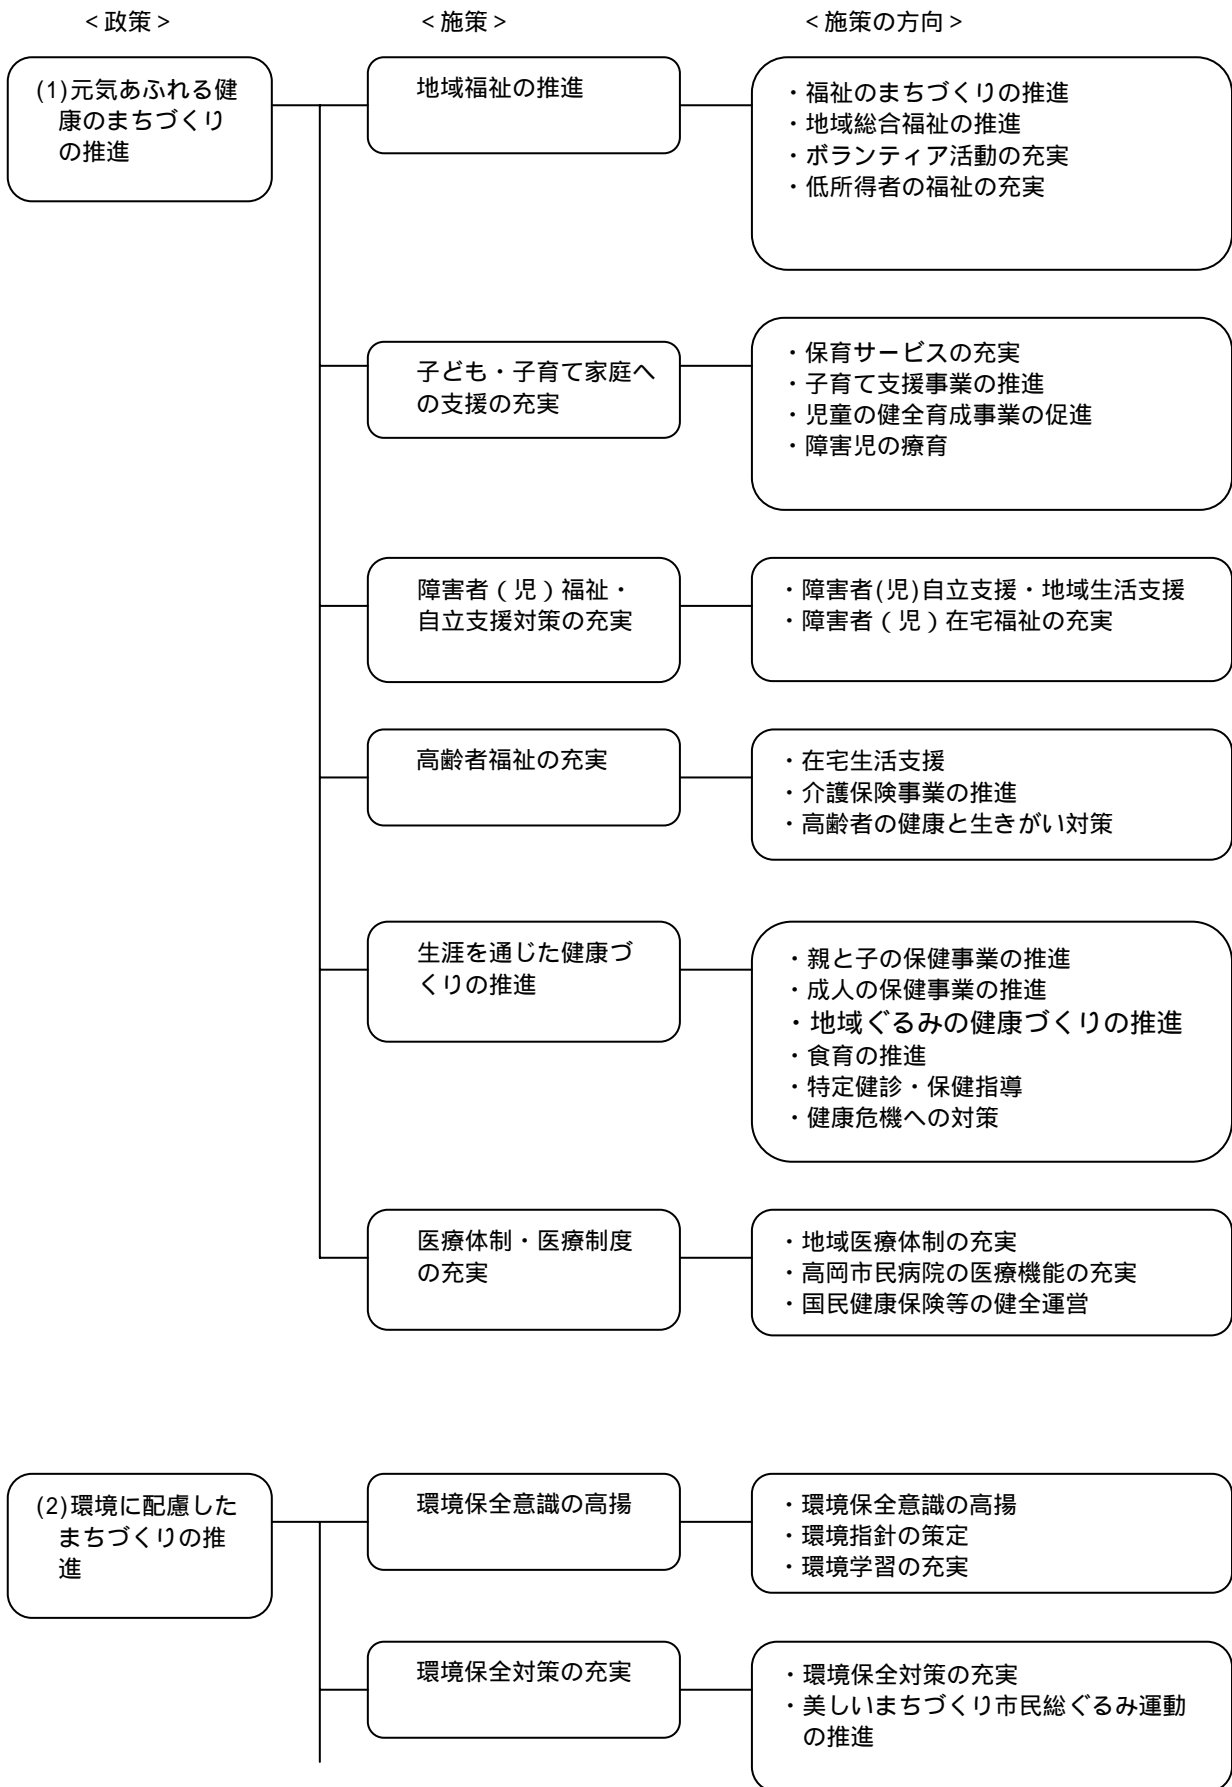 ＜政策＞
＜施策＞
＜施策の方向＞
(1)元気あふれる健
康のまちづくり
の推進
地域福祉の推進
・福祉のまちづくりの推進
・地域総合福祉の推進
・ボランティア活動の充実
・低所得者の福祉の充実
子ども・子育て家庭へ
の支援の充実
・保育サービスの充実
・子育て支援事業の推進
・児童の健全育成事業の促進
・障害児の療育
障害者（児）福祉・
自立支援対策の充実
・障害者(児)自立支援・地域生活支援
・障害者（児）在宅福祉の充実
高齢者福祉の充実
・在宅生活支援
・介護保険事業の推進
・高齢者の健康と生きがい対策
生涯を通じた健康づ
くりの推進
・親と子の保健事業の推進
・成人の保健事業の推進
・地域ぐるみの健康づくりの推進
・食育の推進
・特定健診・保健指導
・健康危機への対策
医療体制・医療制度
の充実
・地域医療体制の充実
・高岡市民病院の医療機能の充実
・国民健康保険等の健全運営
(2)環境に配慮した
まちづくりの推
進
環境保全意識の高揚
・環境保全意識の高揚
・環境指針の策定
・環境学習の充実
環境保全対策の充実
・環境保全対策の充実
・美しいまちづくり市民総ぐるみ運動
の推進